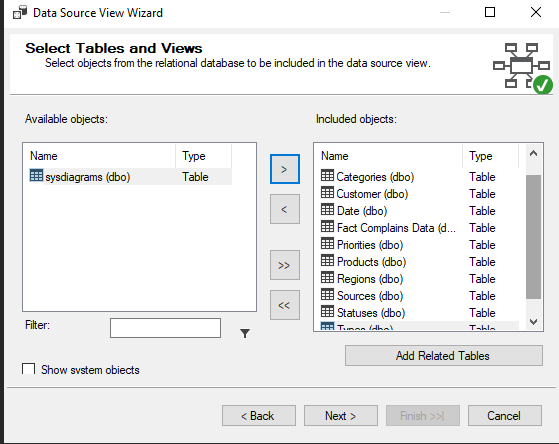 Data Source View Wizard
Select Tables and Views
Select objects from the relational database to be included in the data source view.
Available objects:
Name Type
sysdiagrams (dbo) Table
Filter:
Show system objects
>
<
>>
<<
Included objects:
Name Type
Categories (dbo) Table
Customer (dbo) Table
Date (dbo) Table
Fact Complains Data (d... Table
Priorities (dbo) Table
Products (dbo) Table
Regions (dbo) Table
Sources (dbo) Table
Statuses (dbo) Table
Types (dbo) Table
Add Related Tables
< Back
Next >
Finish >>|
Cancel